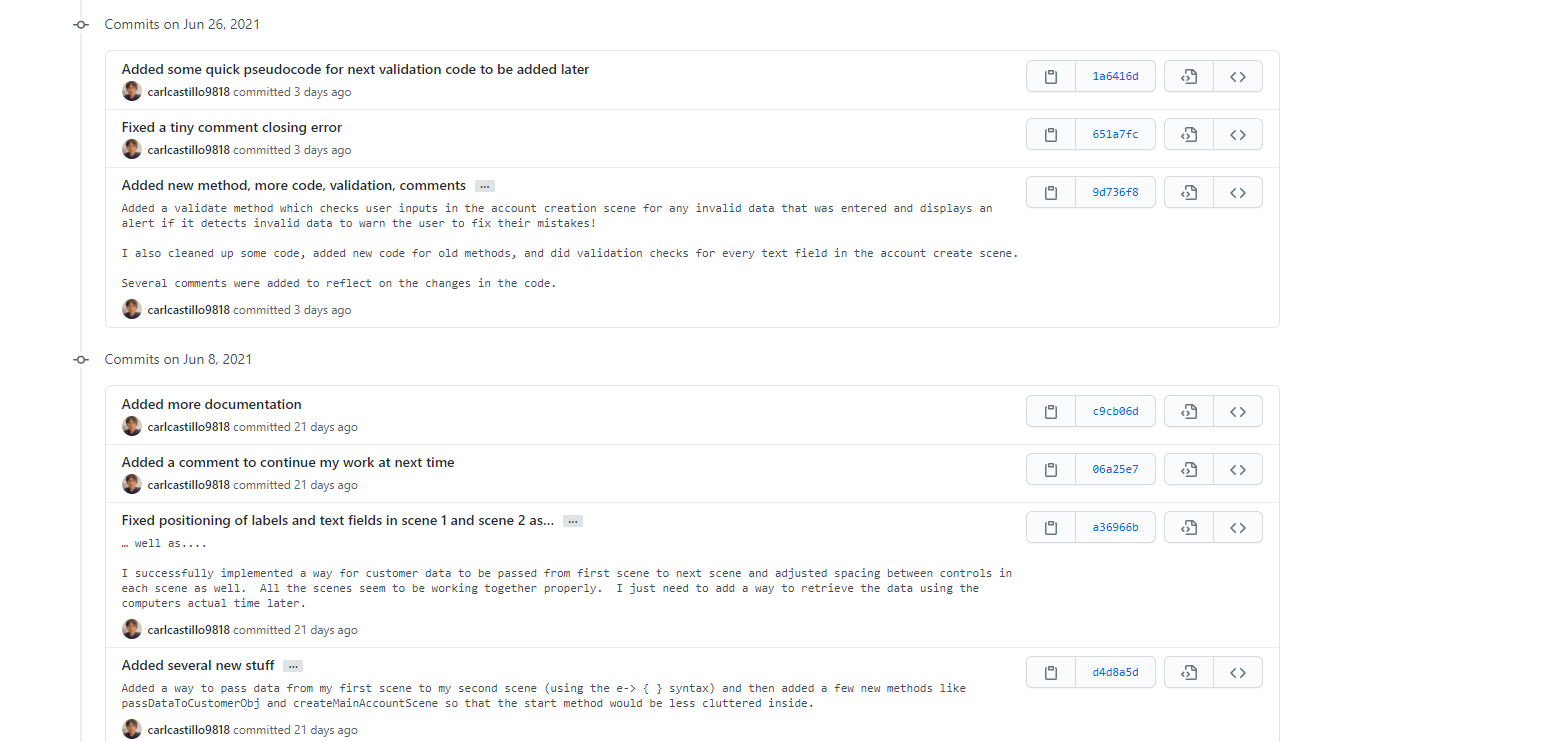 Commits on Jun 26, 2021
Added some quick pseudocode for next validation code to be added later
1a6416d
carlcastillo9818 committed 3 days ago
Fixed a tiny comment closing error
651a7fc
carlcastillo9818 committed 3 days ago
Added new method, more code, validation, comments ...
9d736f8
Added a validate method which checks user inputs in the account creation scene for any invalid data that was entered and displays an
alert if it detects invalid data to warn the user to fix their mistakes!
I also cleaned up some code, added new code for old methods, and did validation checks for every text field in the account create scene.
Several comments were added to reflect on the changes in the code.
carlcastillo9818 committed 3 days ago
Commits on Jun 8, 2021
Added more documentation
c9cb06d
carlcastillo9818 committed 21 days ago
Added a comment to continue my work at next time
06a25e7
carlcastillo9818 committed 21 days ago
Fixed positioning of labels and text fields in scene 1 and scene 2 as... ...
a36966b
… well as....
I successfully implemented a way for customer data to be passed from first scene to next scene and adjusted spacing between controls in
each scene as well.  All the scenes seem to be working together properly.  I just need to add a way to retrieve the data using the
computers actual time later.
carlcastillo9818 committed 21 days ago
Added several new stuff ...
d4d8a5d
Added a way to pass data from my first scene to my second scene (using the e-> { } syntax) and then added a few new methods like
passDataToCustomerObj and createMainAccountScene so that the start method would be less cluttered inside.
carlcastillo9818 committed 21 days ago